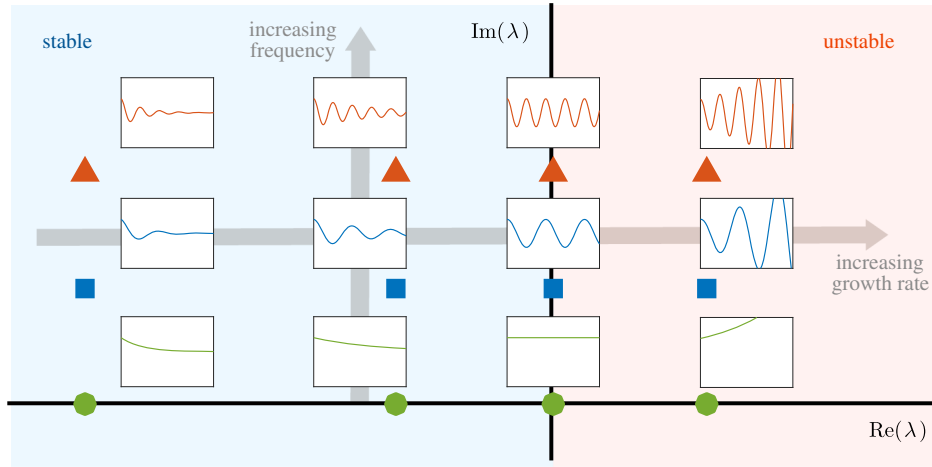 increasing
frequency
Im(λ)
stable
unstable
increasing
growth rate
Re(λ)